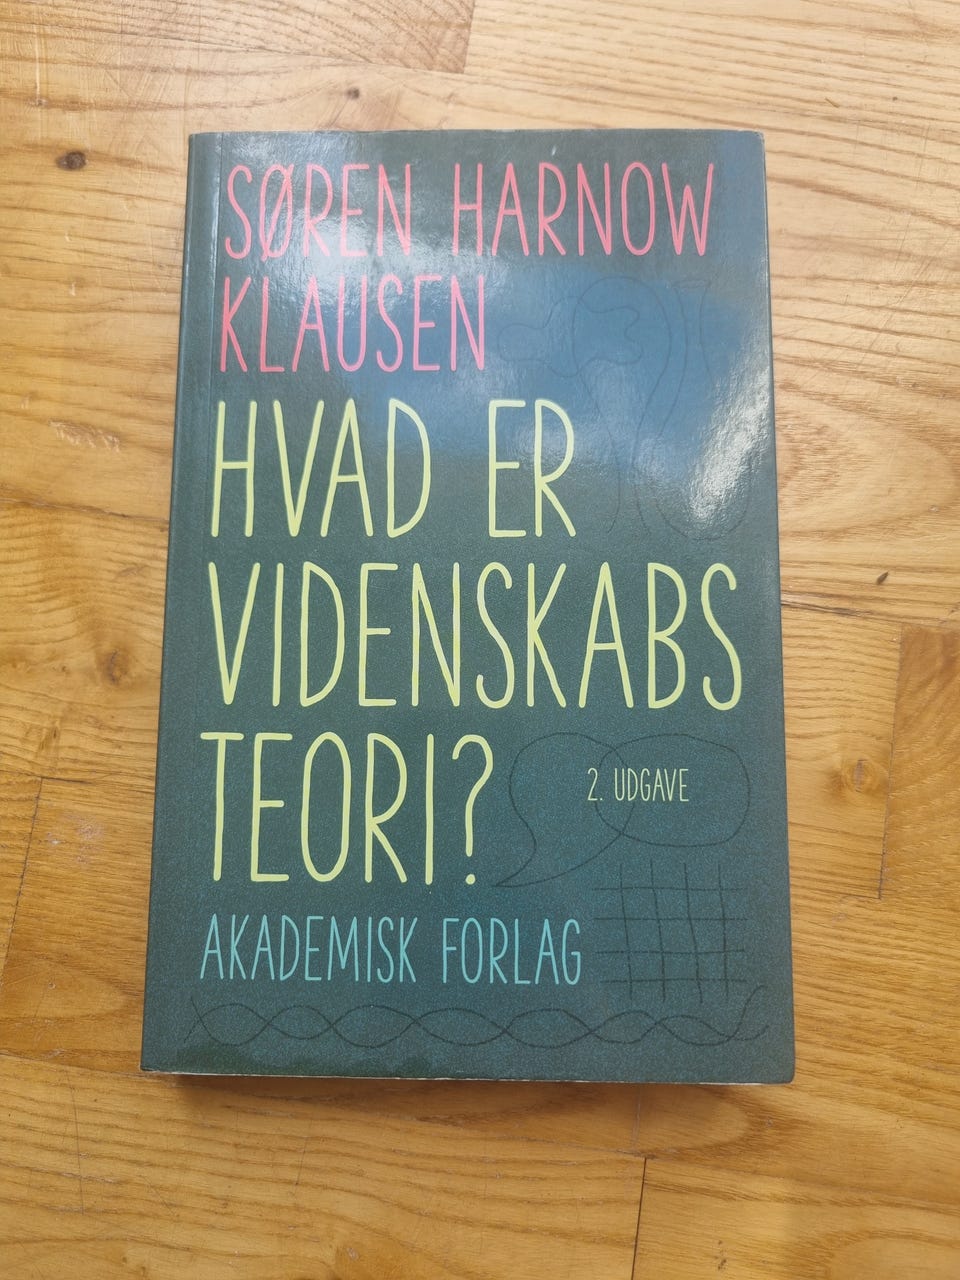 SØREN HARNOW
KLAUSEN
HVAD ER
VIDENSKABS
TEORI?
2. UDGAVE
AKADEMISK FORLAG